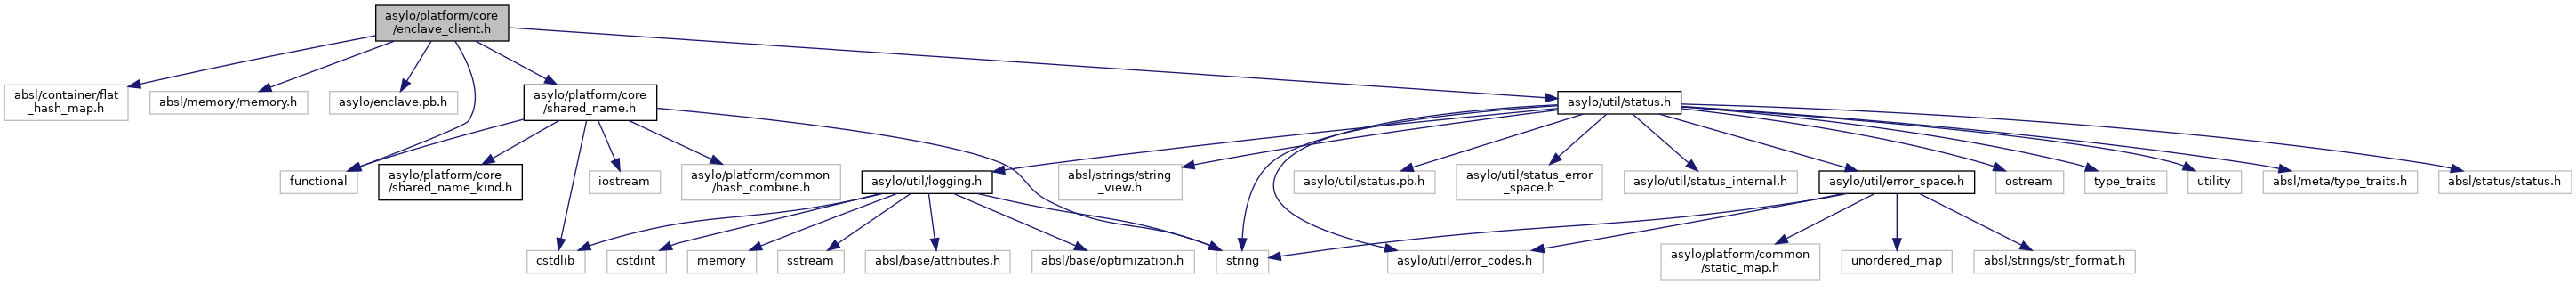 asylo/platform/core
/enclave_client.h
absl/container/flat
_hash_map.h
absl/memory/memory.h
asylo/enclave.pb.h
asylo/platform/core
/shared_name.h
asylo/util/status.h
functional
asylo/platform/core
/shared_name_kind.h
iostream
asylo/platform/common
/hash_combine.h
asylo/util/logging.h
absl/strings/string
_view.h
asylo/util/status.pb.h
asylo/util/status_error
_space.h
asylo/util/status_internal.h
asylo/util/error_space.h
ostream
type_traits
utility
absl/meta/type_traits.h
absl/status/status.h
cstdlib
cstdint
memory
sstream
absl/base/attributes.h
absl/base/optimization.h
string
asylo/util/error_codes.h
asylo/platform/common
/static_map.h
unordered_map
absl/strings/str_format.h